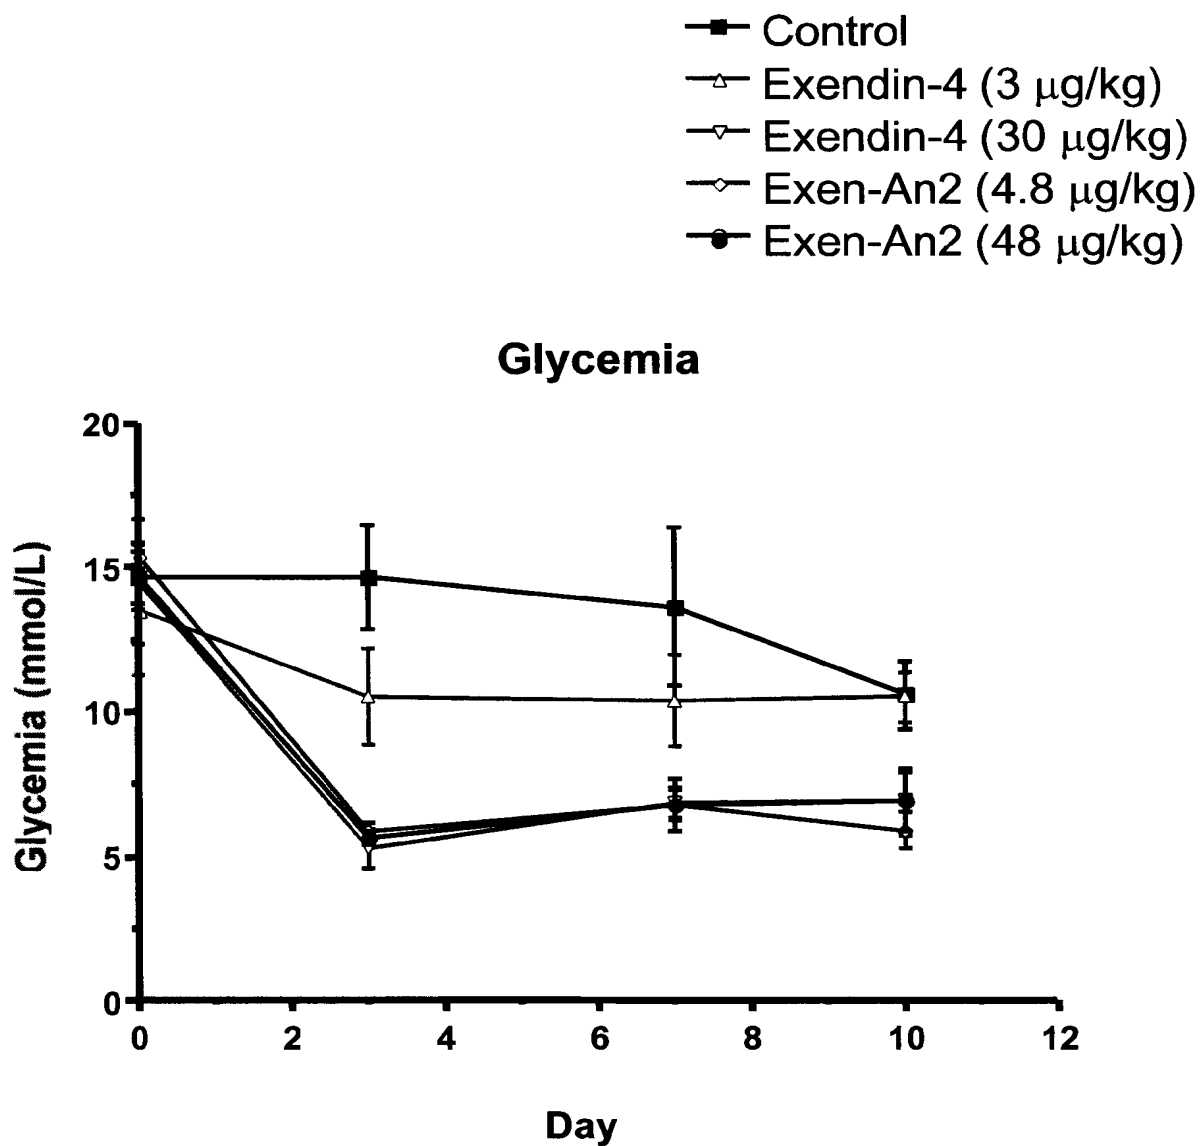 Control
Exendin-4 (3 μg/kg)
Exendin-4 (30 μg/kg)
Exen-An2 (4.8 μg/kg)
Exen-An2 (48 μg/kg)
Glycemia
20
15
10
5
0
Glycemia (mmol/L)
0 2 4 6 8 10 12
Day